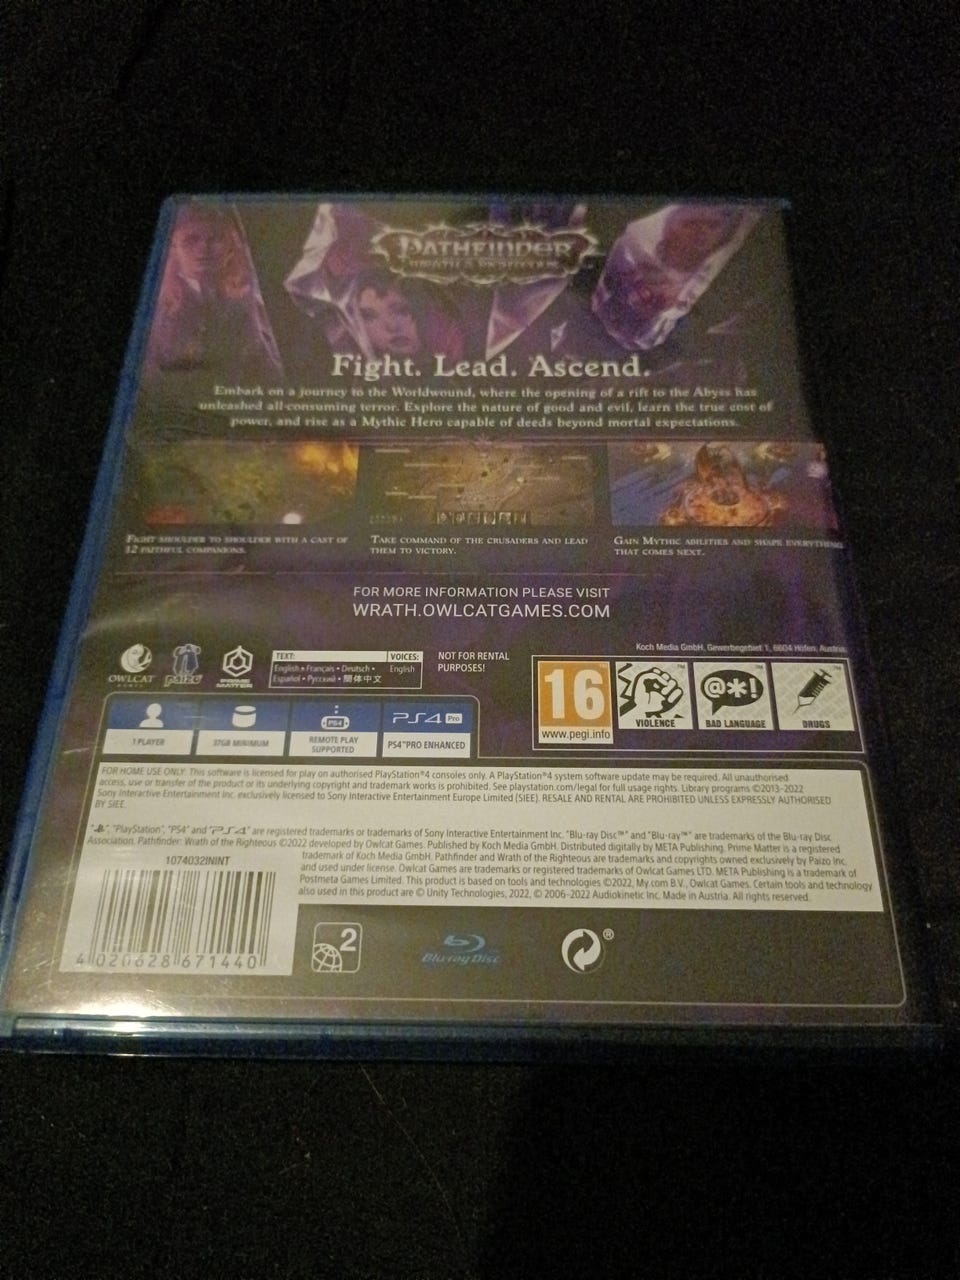 PATHFINDER
WRATH OF THE RIGHTEOUS
Fight. Lead. Ascend.
Embark on a journey to the Worldwound, where the opening of a rift to the Abyss has
unleashed all-consuming terror. Explore the nature of good and evil, learn the true cost of
power, and rise as a Mythic Hero capable of deeds beyond mortal expectations.
FIGHT SHOULDER TO SHOULDER WITH A CAST OF
12 FAITHFUL COMPANIONS.
TAKE COMMAND OF THE CRUSADERS AND LEAD
THEM TO VICTORY.
GAIN MYTHIC ABILITIES AND SHAPE EVERYTHING
THAT COMES NEXT.
FOR MORE INFORMATION PLEASE VISIT
WRATH.OWLCATGAMES.COM
Koch Media GmbH, Gewerbegebiet 1, 6604 Höfen, Austria
OWLCAT
GAMES
paizo
PRIME
MATTER
TEXT:
English • Français • Deutsch •
Español • Русский • 簡体中文
VOICES:
English
NOT FOR RENTAL
PURPOSES!
16
www.pegi.info
VIOLENCE
@*!
BAD LANGUAGE
DRUGS
1 PLAYER
37GB MINIMUM
PS4
REMOTE PLAY
SUPPORTED
PS4 Pro
PS4™PRO ENHANCED
FOR HOME USE ONLY: This software is licensed for play on authorised PlayStation®4 consoles only. A PlayStation®4 system software update may be required. All unauthorised
access, use or transfer of the product or its underlying copyright and trademark works is prohibited. See playstation.com/legal for full usage rights. Library programs ©2013-2022
Sony Interactive Entertainment Inc. exclusively licensed to Sony Interactive Entertainment Europe Limited (SIEE). RESALE AND RENTAL ARE PROHIBITED UNLESS EXPRESSLY AUTHORISED
BY SIEE.
"", "PlayStation", "PS4" and "PS4" are registered trademarks or trademarks of Sony Interactive Entertainment Inc. "Blu-ray Disc™" and "Blu-ray™" are trademarks of the Blu-ray Disc
Association. Pathfinder: Wrath of the Righteous ©2022 developed by Owlcat Games. Published by Koch Media GmbH. Distributed digitally by META Publishing. Prime Matter is a registered
trademark of Koch Media GmbH. Pathfinder and Wrath of the Righteous are trademarks and copyrights owned exclusively by Paizo Inc.
and used under license. Owlcat Games are trademarks or registered trademarks of Owlcat Games LTD. META Publishing is a trademark of
Postmeta Games Limited. This product is based on tools and technologies ©2022, My.com B.V., Owlcat Games. Certain tools and technology
also used in this product are © Unity Technologies, 2022, © 2006-2022 Audiokinetic Inc. Made in Austria. All rights reserved.
1074032ININT
4 020628 671440
2
Blu-ray Disc
®